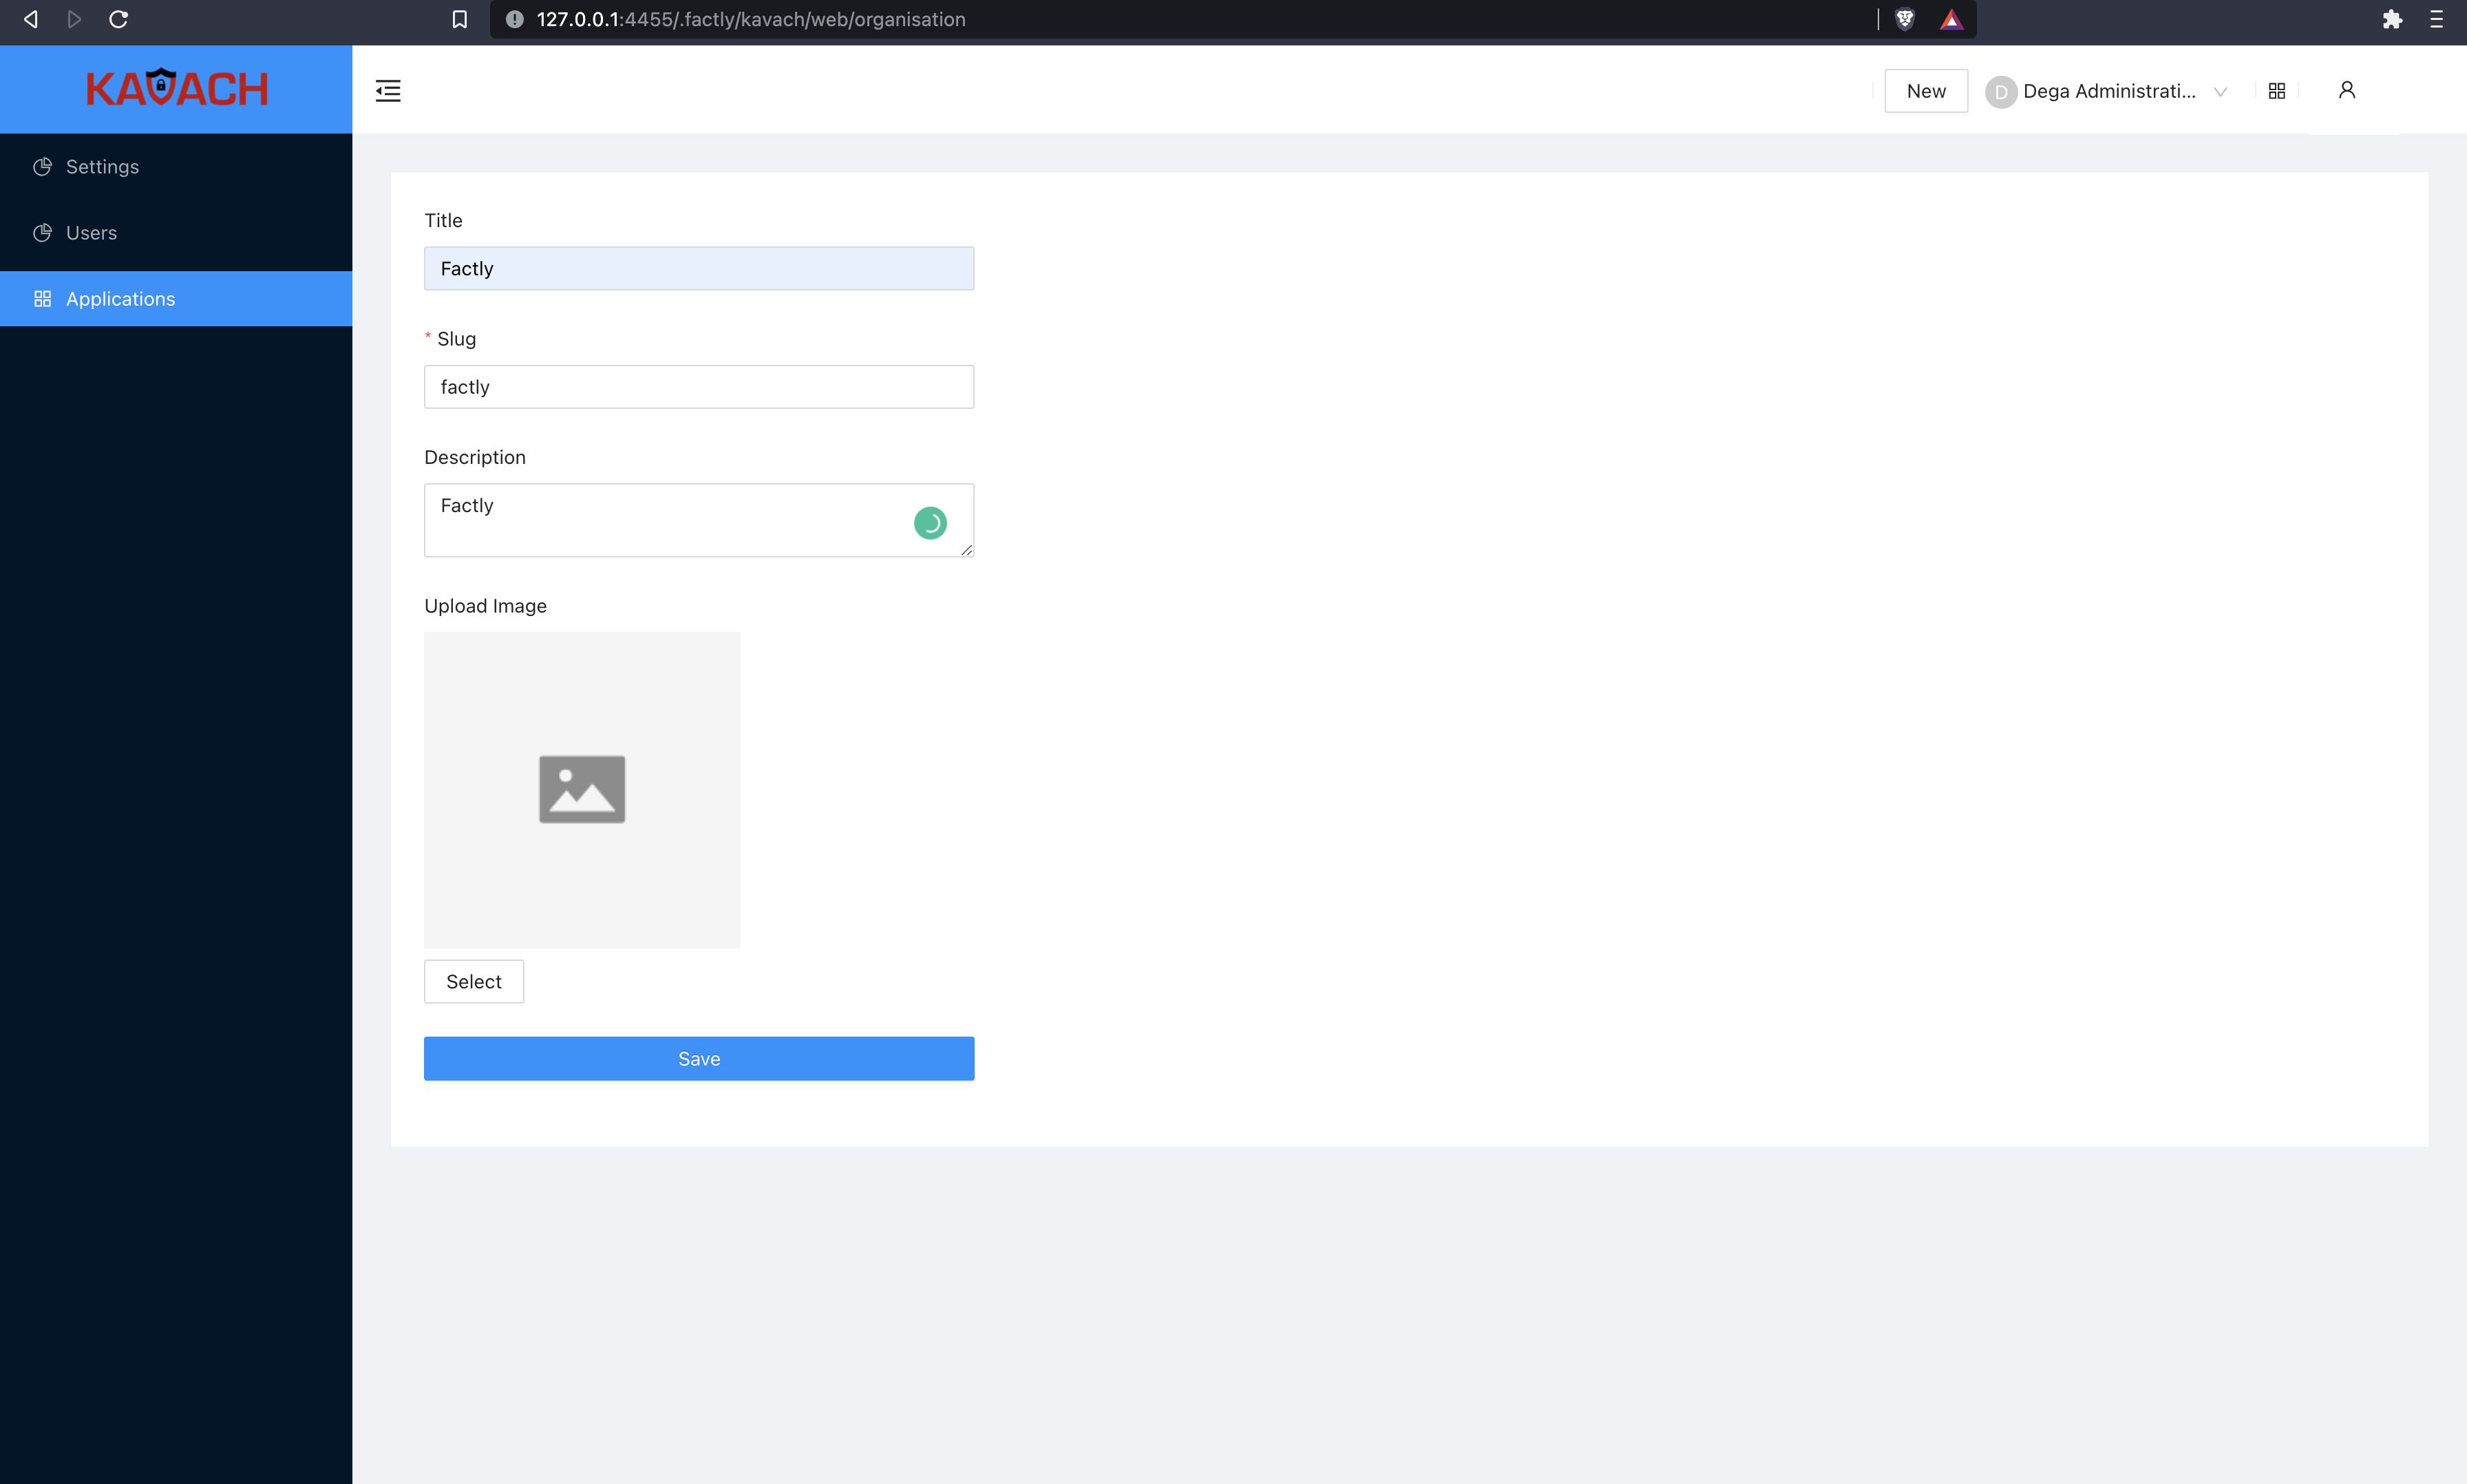 127.0.0.1:4455/.factly/kavach/web/organisation
KAVACH
New
D
Dega Administrati...
Settings
Users
Applications
Title
Factly
* Slug
factly
Description
Factly
Upload Image
Select
Save